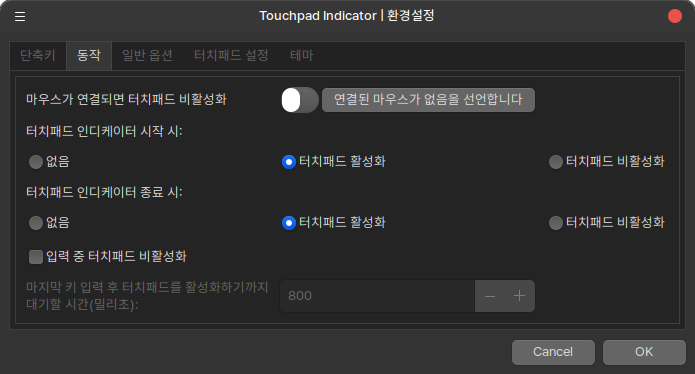 Touchpad Indicator | 환경설정
단축키 동작 일반 옵션 터치패드 설정 테마
마우스가 연결되면 터치패드 비활성화 연결된 마우스가 없음을 선언합니다
터치패드 인디케이터 시작 시:
없음 터치패드 활성화 터치패드 비활성화
터치패드 인디케이터 종료 시:
없음 터치패드 활성화 터치패드 비활성화
입력 중 터치패드 비활성화
마지막 키 입력 후 터치패드를 활성화하기까지
대기할 시간(밀리초):
800
Cancel OK